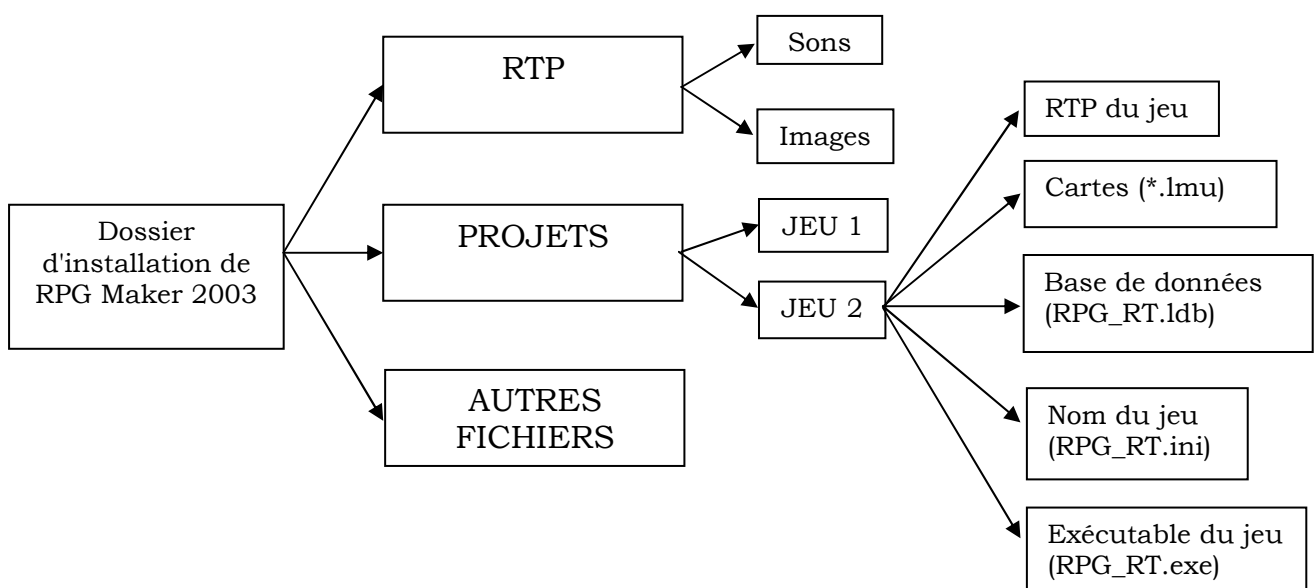 Dossier
d'installation de
RPG Maker 2003
RTP
PROJETS
AUTRES
FICHIERS
Sons
Images
JEU 1
JEU 2
RTP du jeu
Cartes (*.lmu)
Base de données
(RPG_RT.ldb)
Nom du jeu
(RPG_RT.ini)
Exécutable du jeu
(RPG_RT.exe)